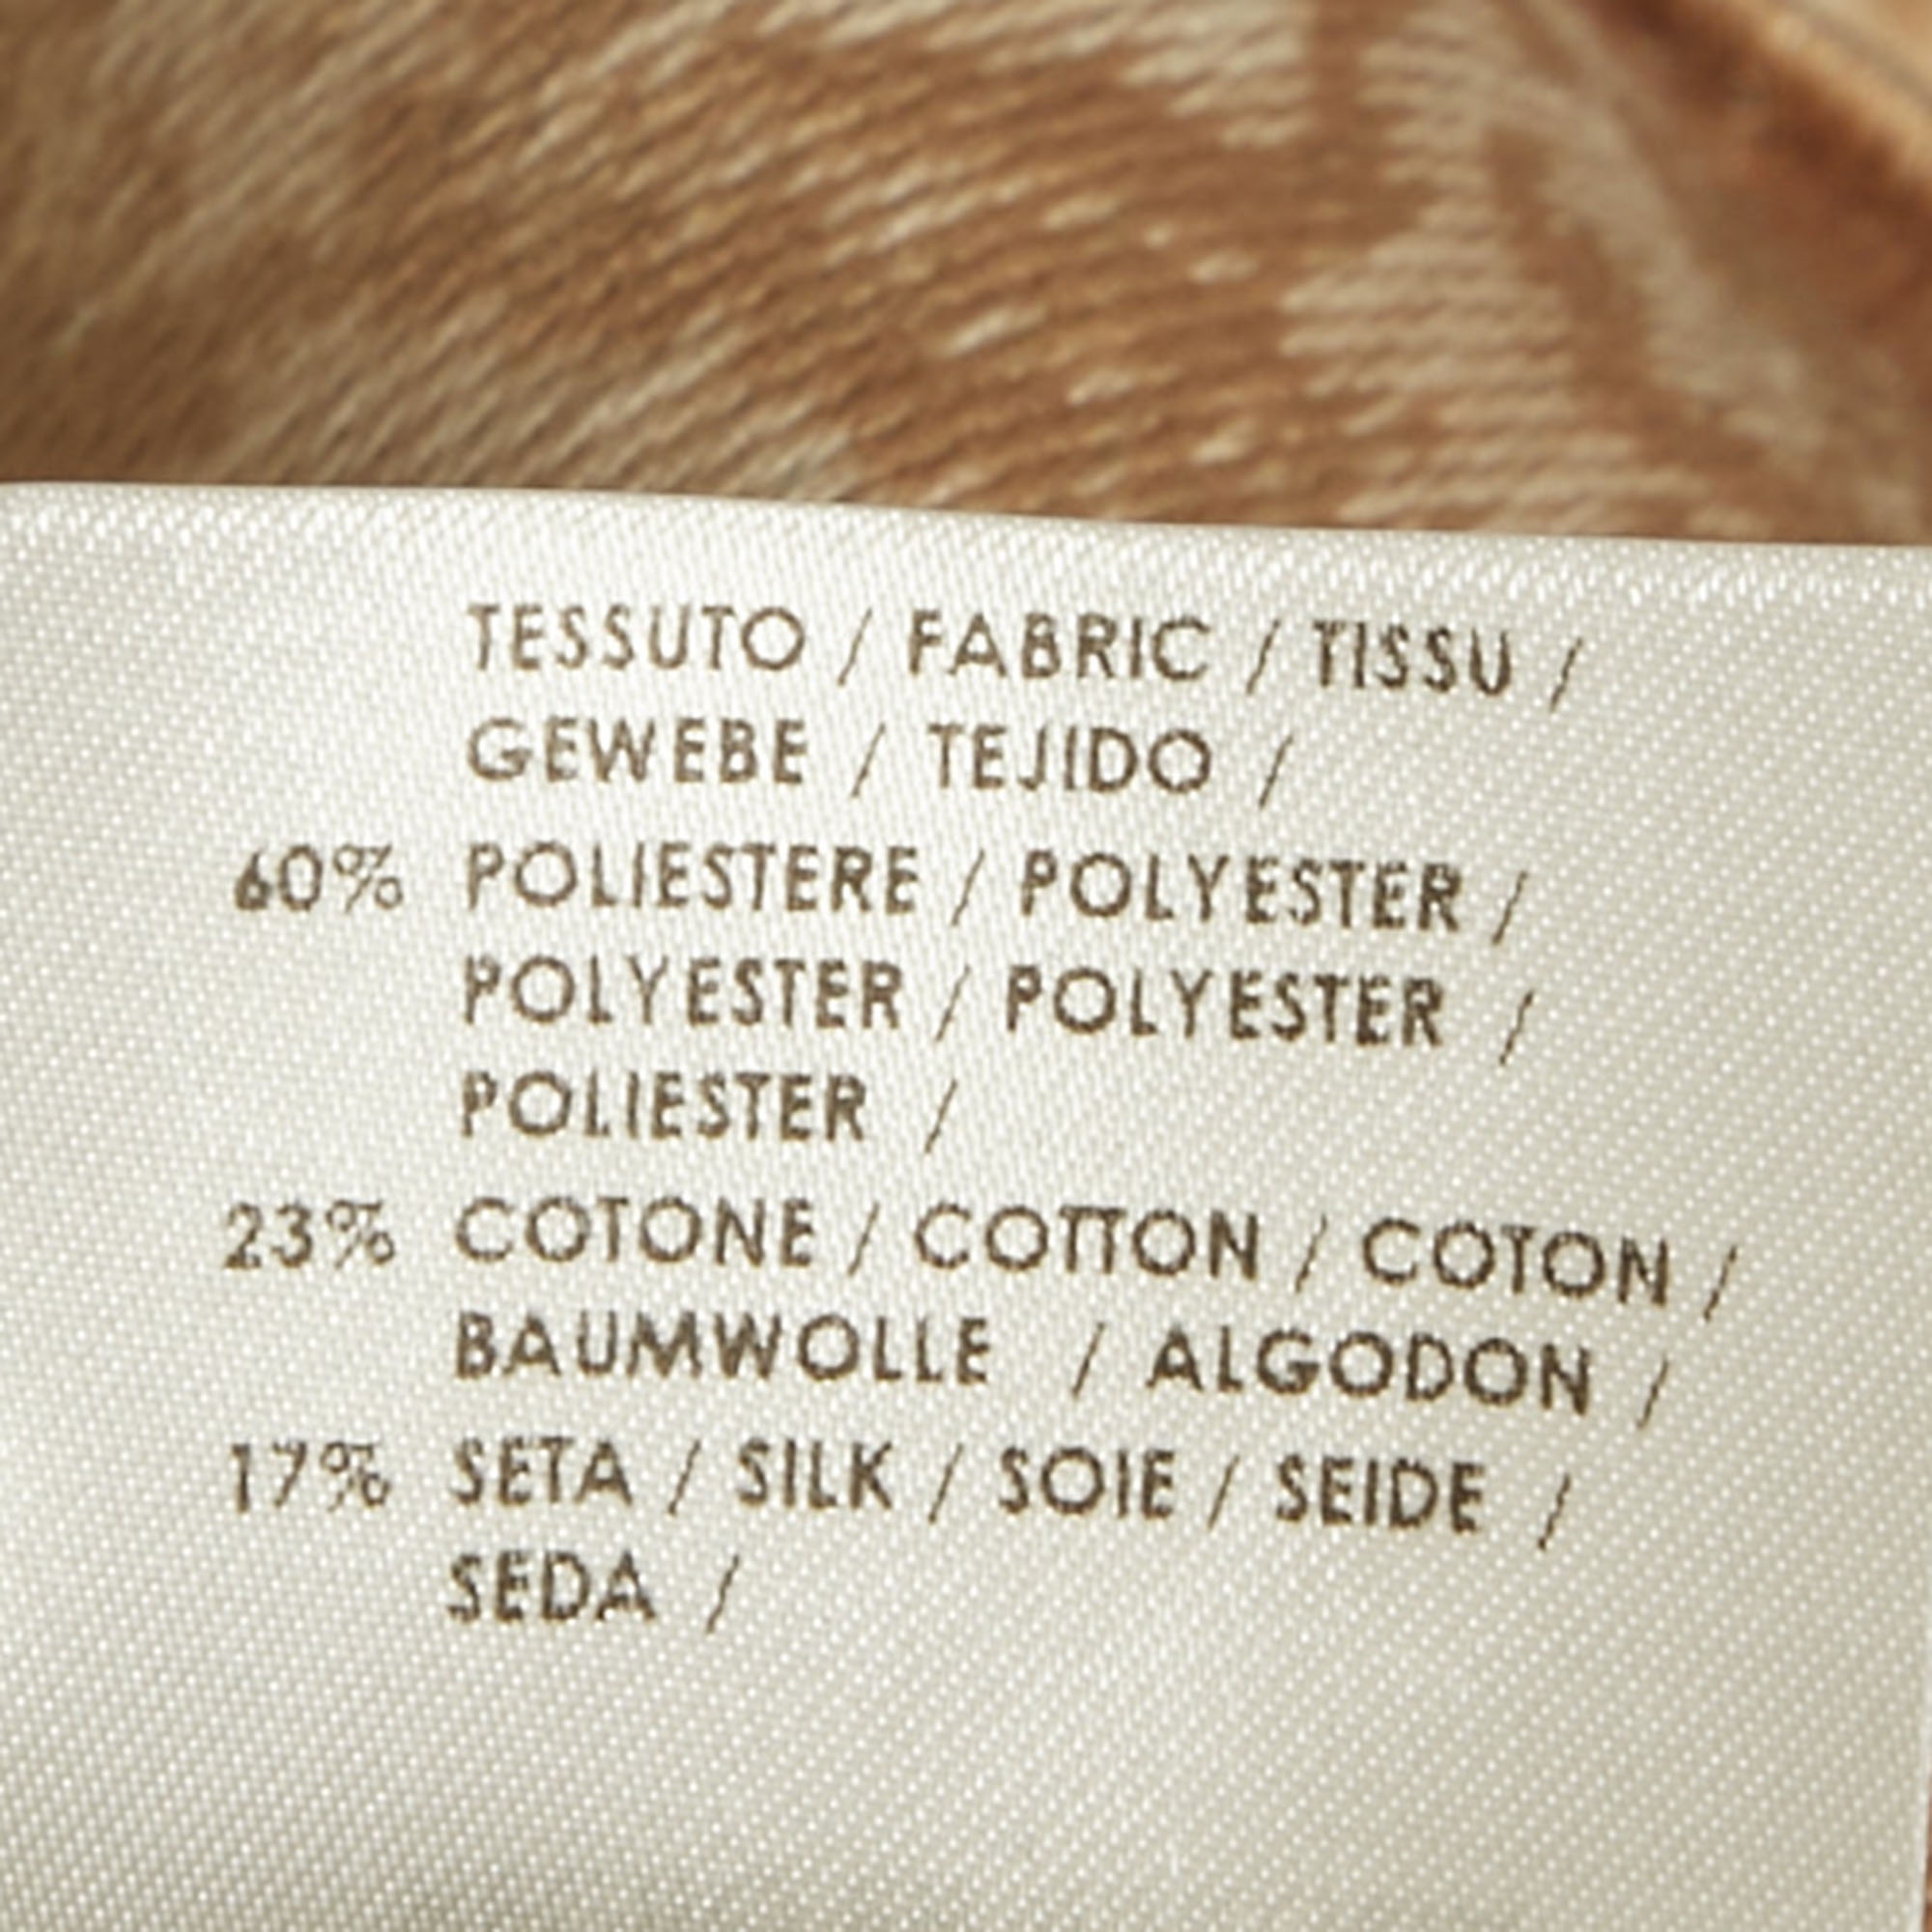 TESSUTO / FABRIC / TISSU /
GEWEBE / TEJIDO /
60% POLIESTERE / POLYESTER /
POLYESTER / POLYESTER /
POLIESTER /
23% COTONE / COTTON / COTON /
BAUMWOLLE / ALGODON /
17% SETA / SILK / SOIE / SEIDE /
SEDA /